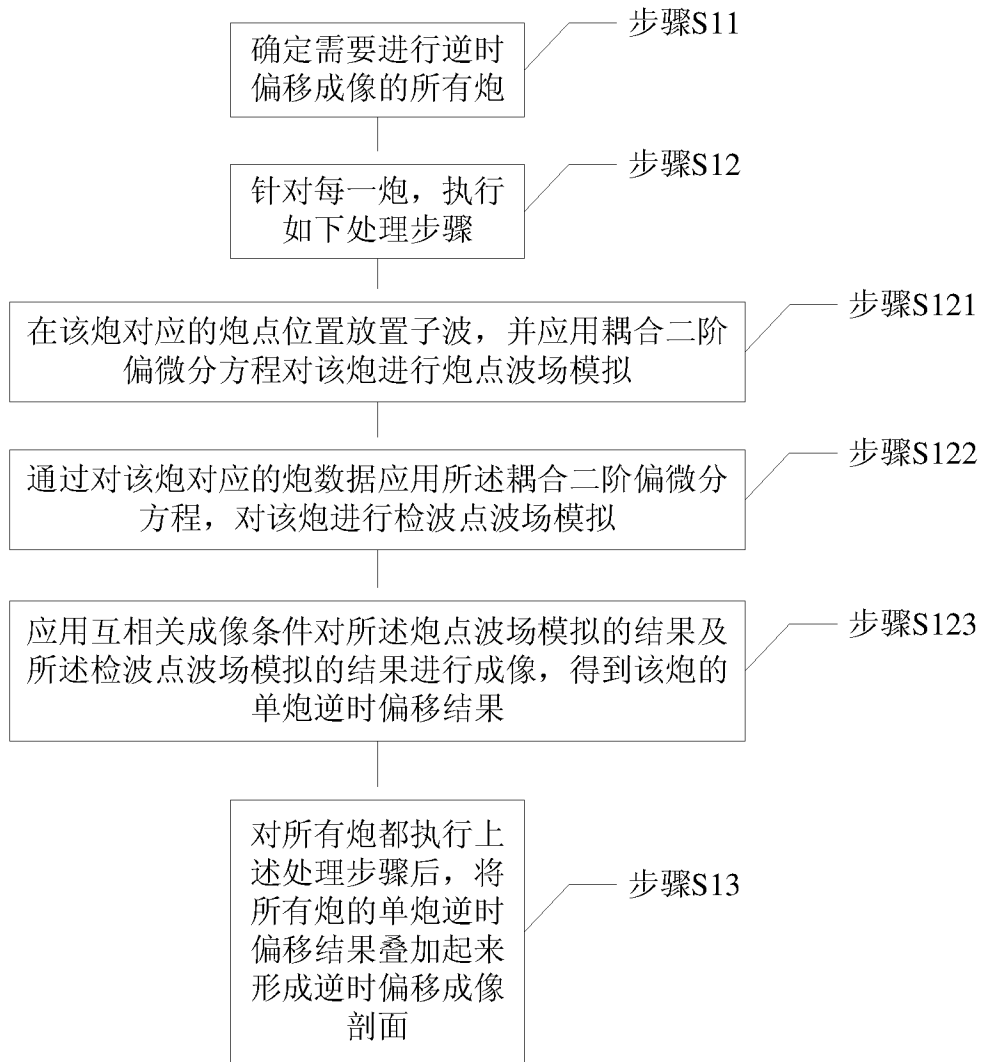 步骤S11
确定需要进行逆时
偏移成像的所有炮
步骤S12
针对每一炮，执行
如下处理步骤
步骤S121
在该炮对应的炮点位置放置子波，并应用耦合二阶
偏微分方程对该炮进行炮点波场模拟
步骤S122
通过对该炮对应的炮数据应用所述耦合二阶偏微分
方程，对该炮进行检波点波场模拟
步骤S123
应用互相关成像条件对所述炮点波场模拟的结果及
所述检波点波场模拟的结果进行成像，得到该炮的
单炮逆时偏移结果
步骤S13
对所有炮都执行上
述处理步骤后，将
所有炮的单炮逆时
偏移结果叠加起来
形成逆时偏移成像
剖面